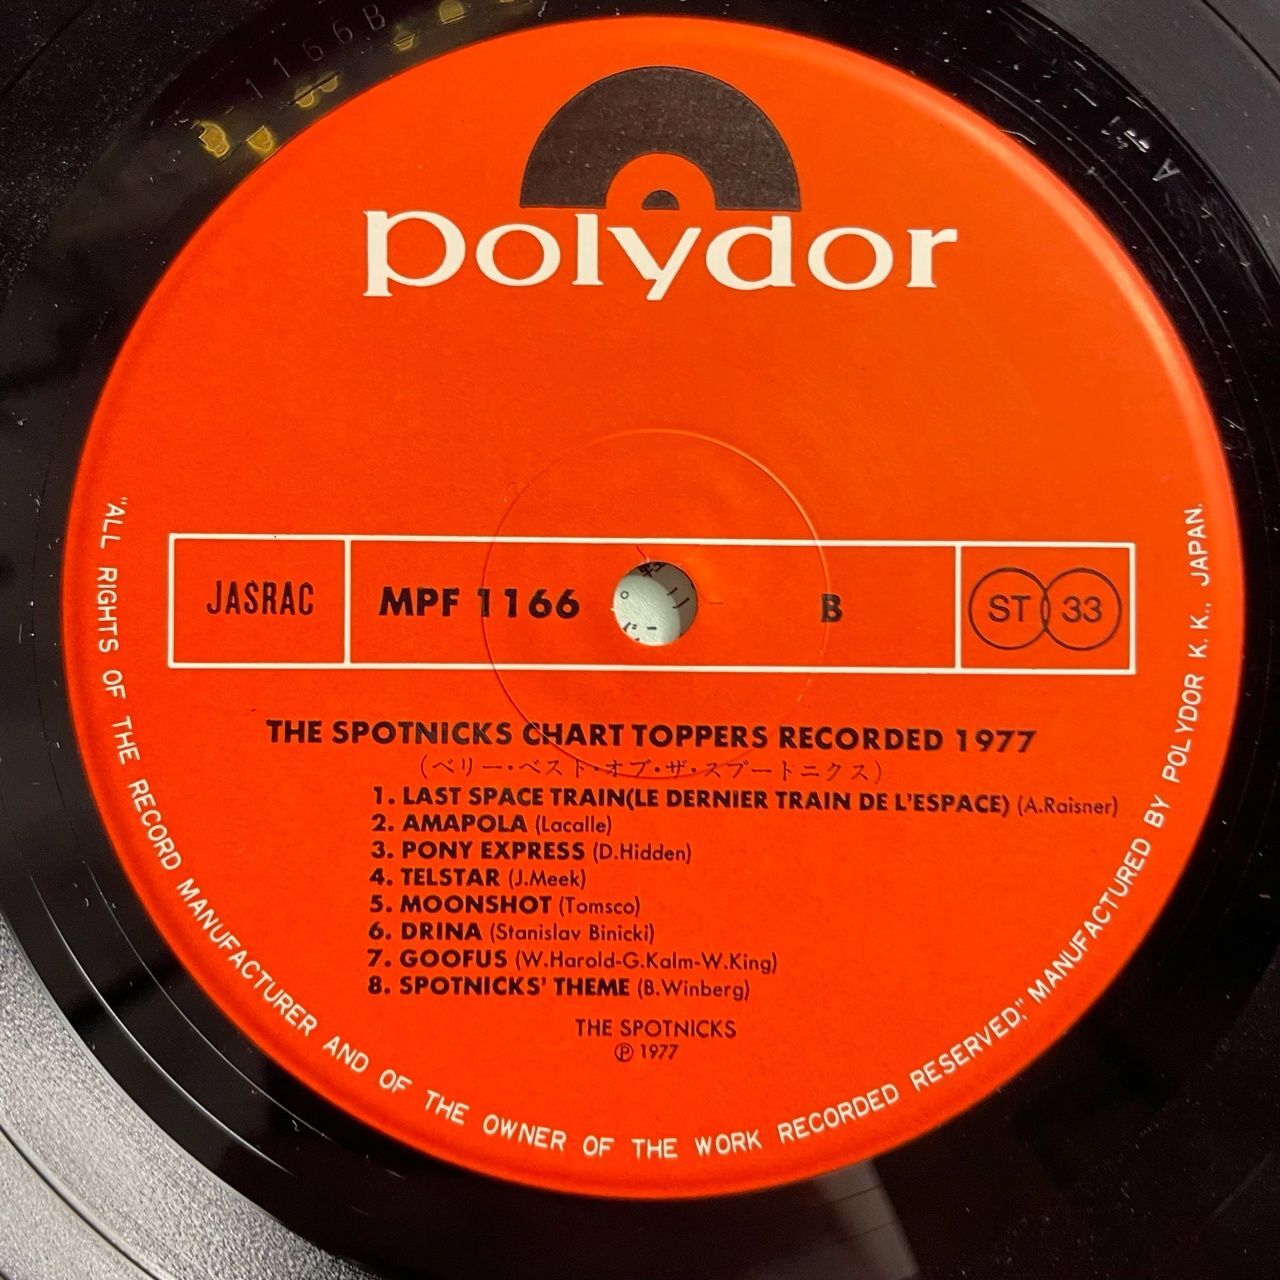 1166B
polydor
JASRAC
MPF 1166
B
ST 33
THE SPOTNICKS CHART TOPPERS RECORDED 1977
(ベリー・ベスト・オブ・ザ・スプートニクス)
1. LAST SPACE TRAIN(LE DERNIER TRAIN DE L'ESPACE) (A.Raisner)
2. AMAPOLA (Lacalle)
3. PONY EXPRESS (D.Hidden)
4. TELSTAR (J.Meek)
5. MOONSHOT (Tomsco)
6. DRINA (Stanislav Binicki)
7. GOOFUS (W.Harold-G.Kalm-W.King)
8. SPOTNICKS' THEME (B.Winberg)
THE SPOTNICKS
Ⓟ 1977
"ALL RIGHTS OF THE RECORD MANUFACTURER AND OF THE OWNER OF THE WORK RECORDED RESERVED;" MANUFACTURED BY POLYDOR K. K., JAPAN.